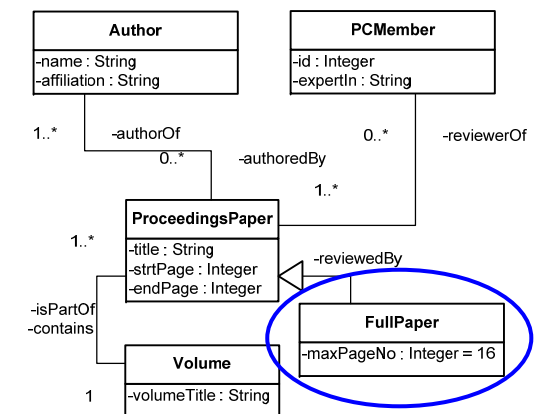 Author
-name : String
-affiliation : String
PCMember
-id : Integer
-expertIn : String
1..*
-authorOf
0..*
-authoredBy
0..*
-reviewerOf
1..*
ProceedingsPaper
-title : String
-strtPage : Integer
-endPage : Integer
1..*
-reviewedBy
-isPartOf
-contains
FullPaper
-maxPageNo : Integer = 16
Volume
-volumeTitle : String
1